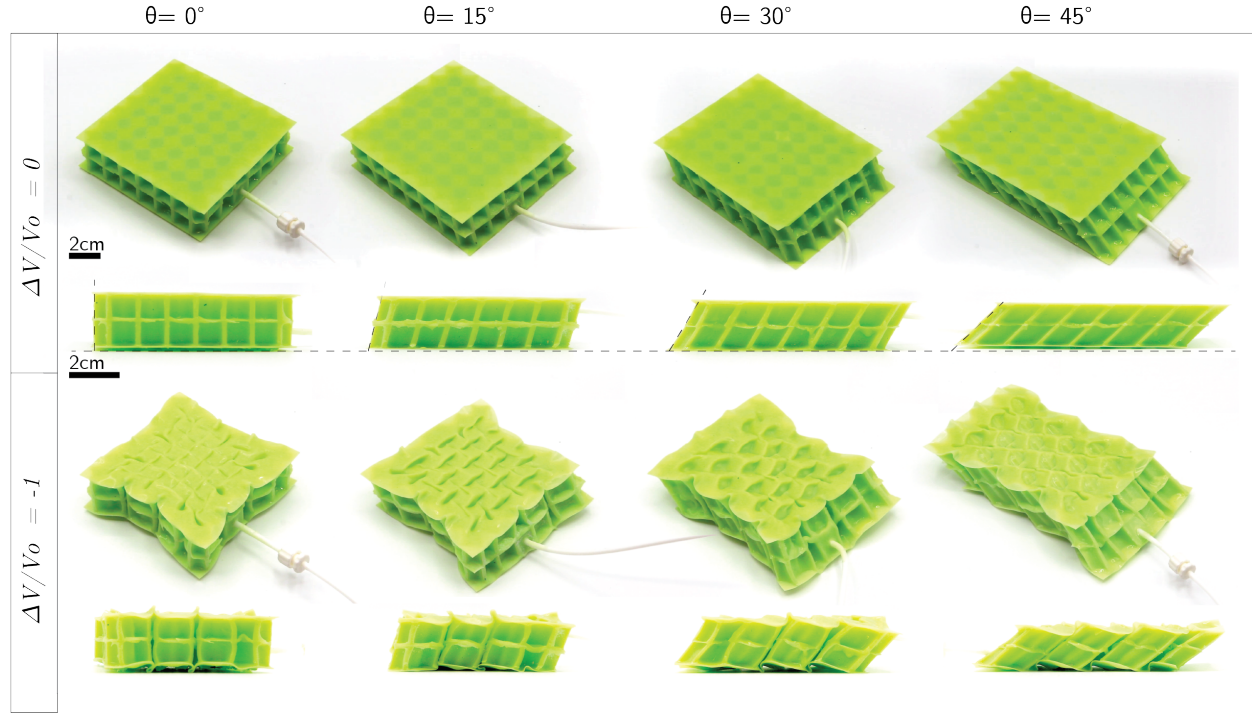 θ= 0° θ= 15° θ= 30° θ= 45°
ΔV/Vo = 0
2cm
2cm
ΔV/Vo = -1